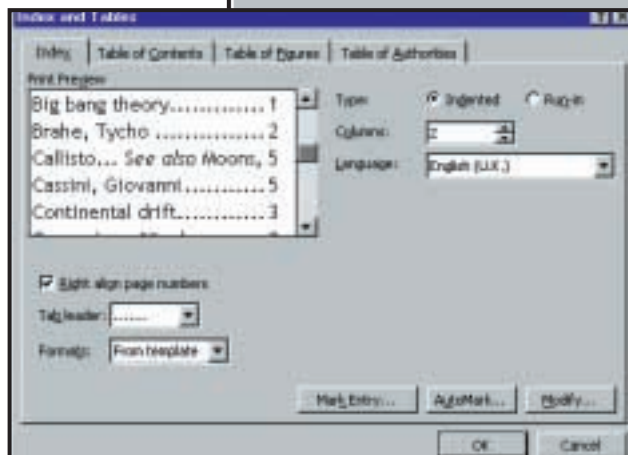 Index and Tables
Index Table of Contents Table of Figures Table of Authorities
Print Preview
Big bang theory.............. 1
Brahe, Tycho ................ 2
Callisto... See also Moons, 5
Cassini, Giovanni............. 5
Continental drift............... 3
Type: Indented Run-in
Columns: 2
Language: English (U.K.)
Right align page numbers
Tab leader: .......
Formats: From template
Mark Entry... AutoMark... Modify...
OK Cancel